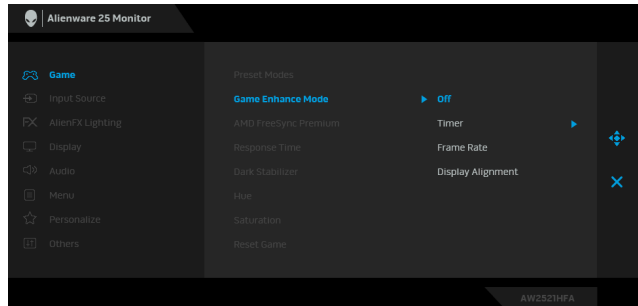 Alienware 25 Monitor
Game
Input Source
AlienFX Lighting
Display
Audio
Menu
Personalize
Others
Preset Modes
Game Enhance Mode
AMD FreeSync Premium
Response Time
Dark Stabilizer
Hue
Saturation
Reset Game
Off
Timer
Frame Rate
Display Alignment
AW2521HFA